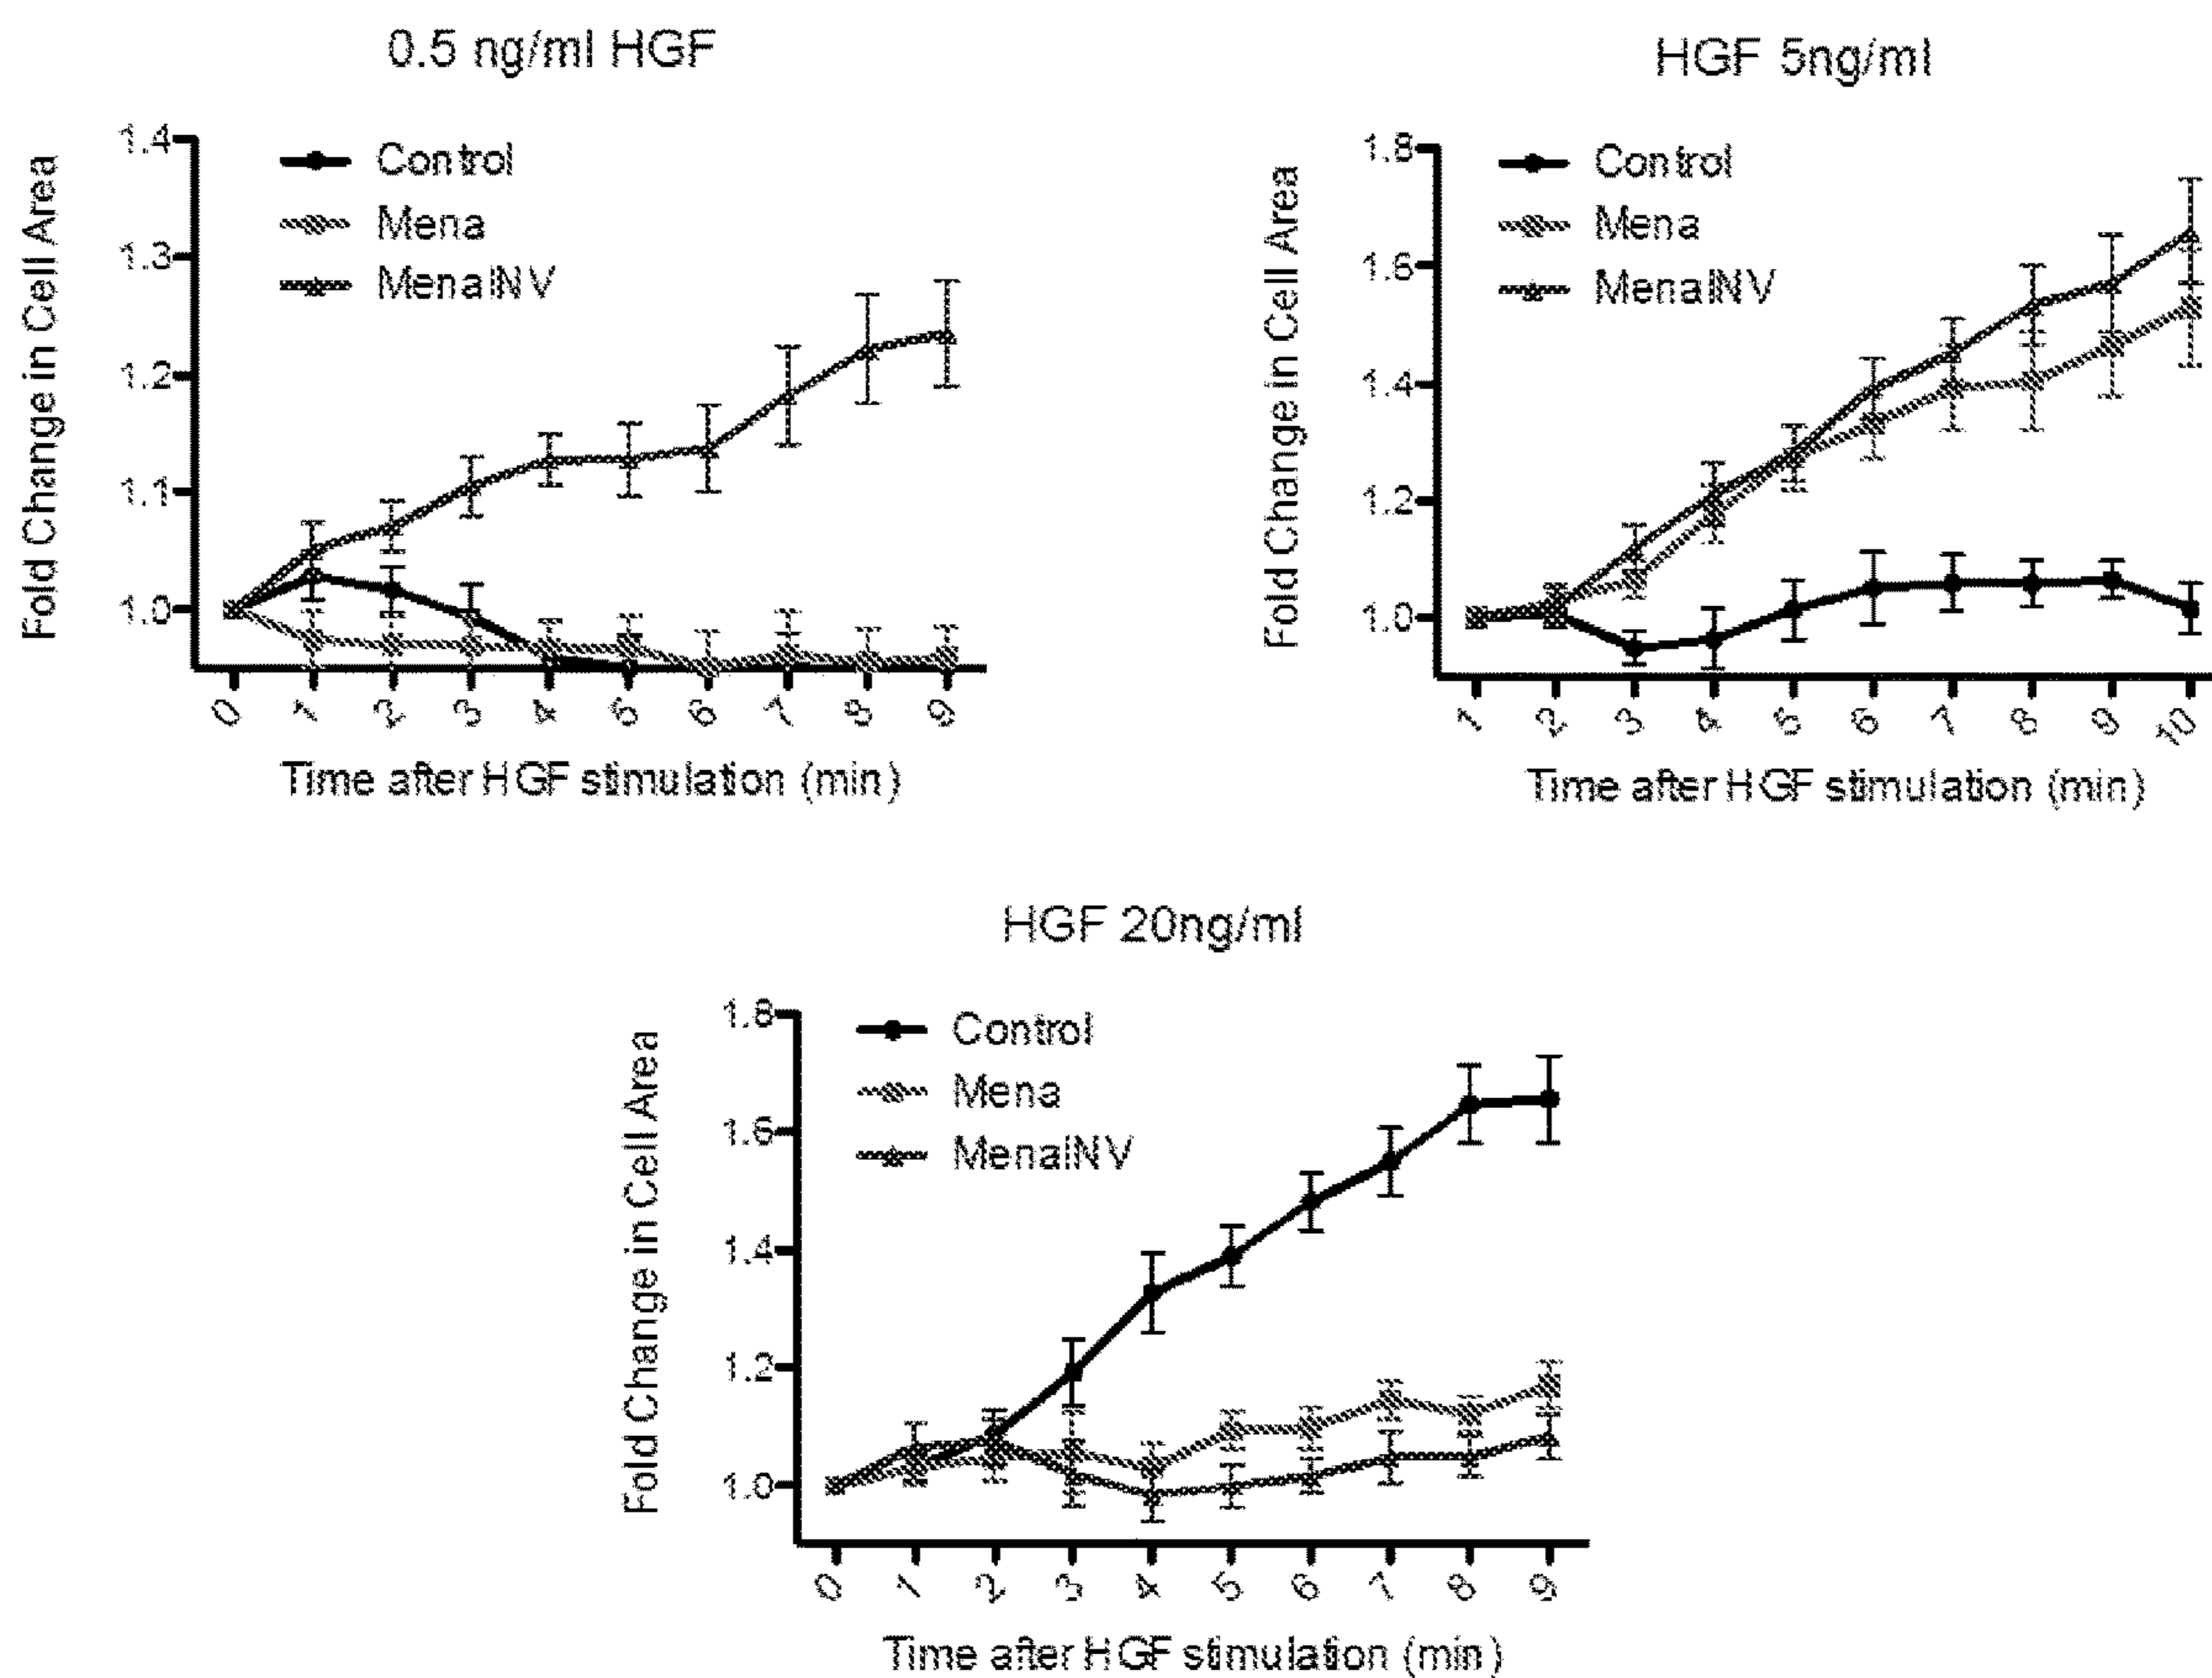 0.5 ng/ml HGF
Fold Change in Cell Area
1.4
1.3
1.2
1.1
1.0
Control
Mena
MenaINV
0 1 2 3 4 5 6 7 8 9
Time after HGF stimulation (min)
HGF 5ng/ml
Fold Change in Cell Area
1.8
1.6
1.4
1.2
1.0
Control
Mena
MenaINV
1 2 3 4 5 6 7 8 9 10
Time after HGF stimulation (min)
HGF 20ng/ml
Fold Change in Cell Area
1.8
1.6
1.4
1.2
1.0
Control
Mena
MenaINV
0 1 2 3 4 5 6 7 8 9
Time after HGF stimulation (min)